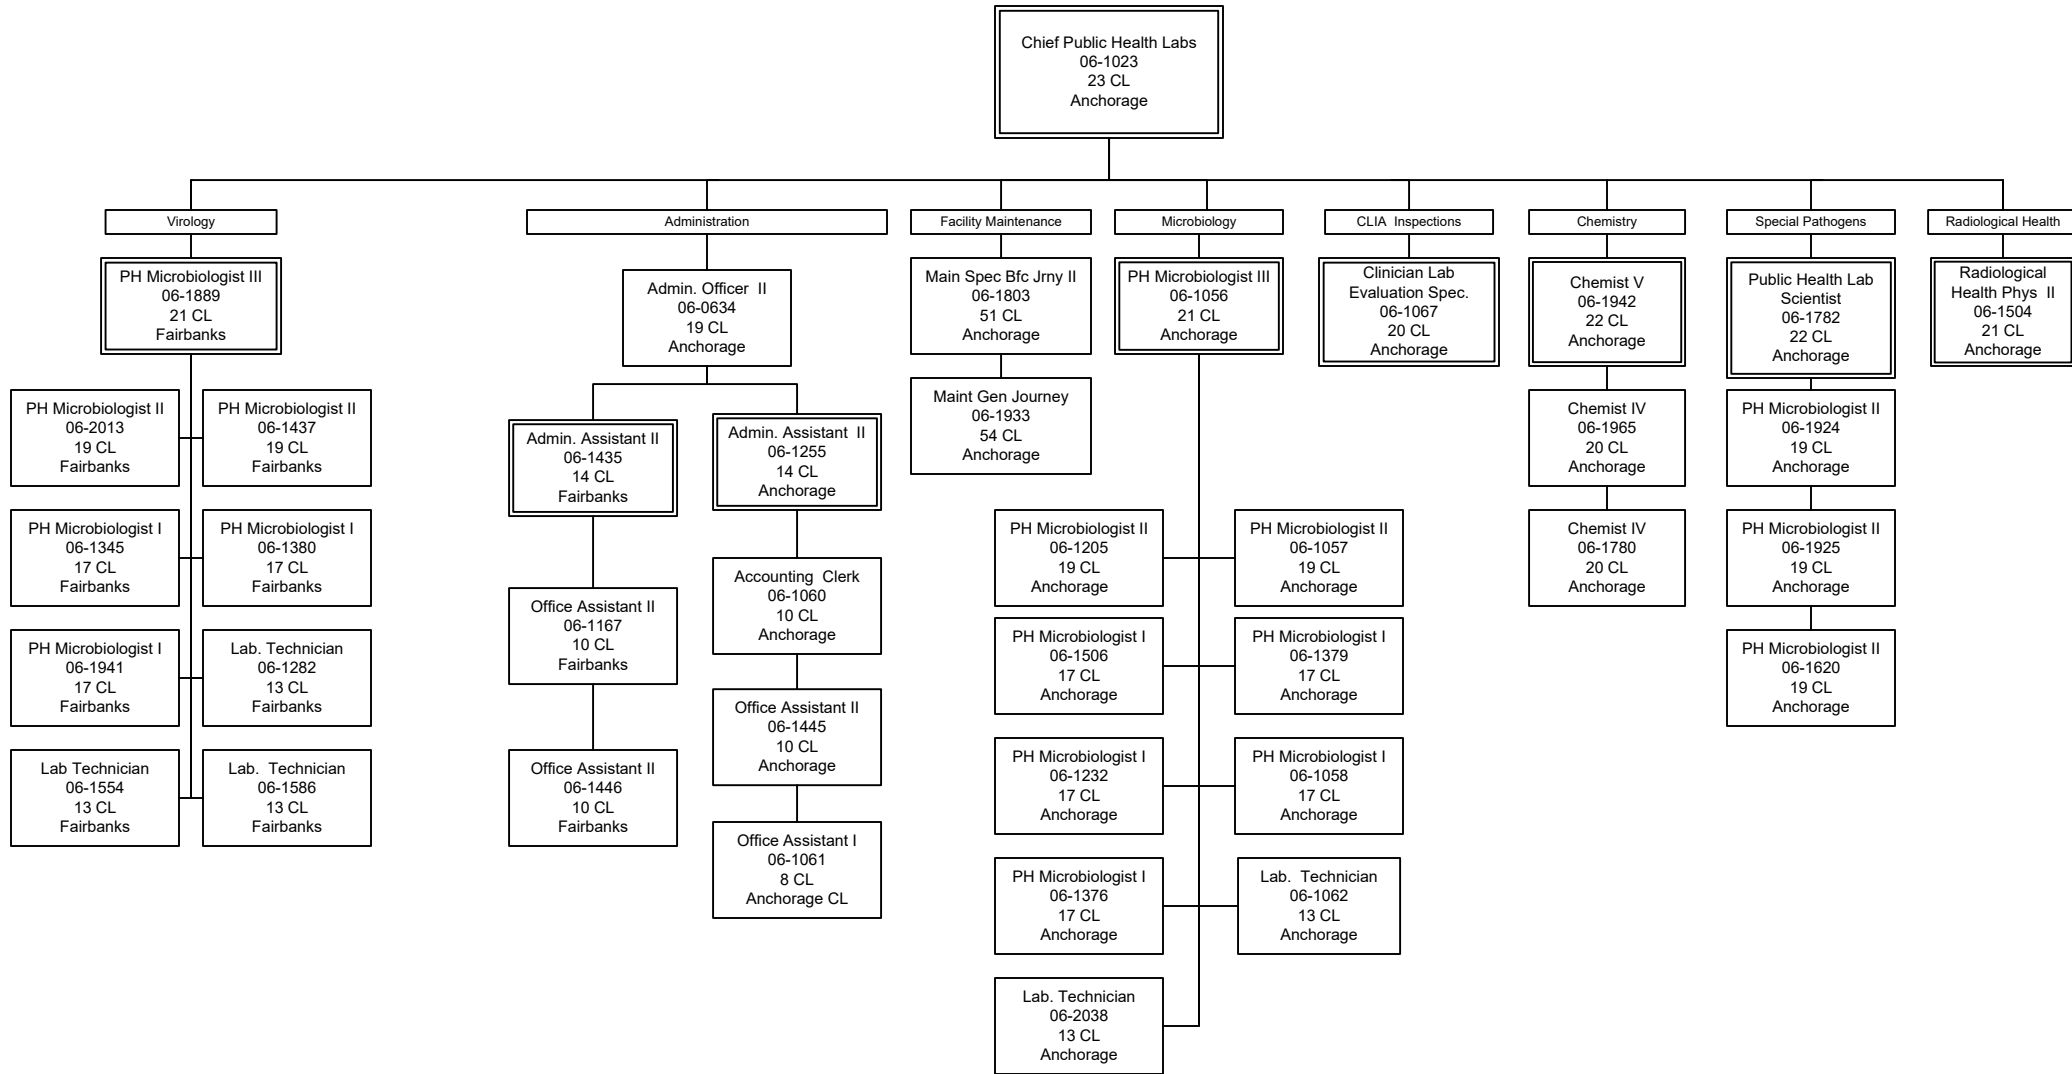 Chief Public Health Labs
06-1023
23 CL
Anchorage
Virology
Administration
Facility Maintenance
Microbiology
CLIA Inspections
Chemistry
Special Pathogens
Radiological Health
PH Microbiologist III
06-1889
21 CL
Fairbanks
PH Microbiologist II
06-2013
19 CL
Fairbanks
PH Microbiologist II
06-1437
19 CL
Fairbanks
PH Microbiologist I
06-1345
17 CL
Fairbanks
PH Microbiologist I
06-1380
17 CL
Fairbanks
PH Microbiologist I
06-1941
17 CL
Fairbanks
Lab. Technician
06-1282
13 CL
Fairbanks
Lab Technician
06-1554
13 CL
Fairbanks
Lab. Technician
06-1586
13 CL
Fairbanks
Admin. Officer II
06-0634
19 CL
Anchorage
Admin. Assistant II
06-1435
14 CL
Fairbanks
Office Assistant II
06-1167
10 CL
Fairbanks
Office Assistant II
06-1446
10 CL
Fairbanks
Admin. Assistant II
06-1255
14 CL
Anchorage
Accounting Clerk
06-1060
10 CL
Anchorage
Office Assistant II
06-1445
10 CL
Anchorage
Office Assistant I
06-1061
8 CL
Anchorage CL
Main Spec Bfc Jrny II
06-1803
51 CL
Anchorage
Maint Gen Journey
06-1933
54 CL
Anchorage
PH Microbiologist III
06-1056
21 CL
Anchorage
PH Microbiologist II
06-1205
19 CL
Anchorage
PH Microbiologist II
06-1057
19 CL
Anchorage
PH Microbiologist I
06-1506
17 CL
Anchorage
PH Microbiologist I
06-1379
17 CL
Anchorage
PH Microbiologist I
06-1232
17 CL
Anchorage
PH Microbiologist I
06-1058
17 CL
Anchorage
PH Microbiologist I
06-1376
17 CL
Anchorage
Lab. Technician
06-1062
13 CL
Anchorage
Lab. Technician
06-2038
13 CL
Anchorage
Clinician Lab
Evaluation Spec.
06-1067
20 CL
Anchorage
Chemist V
06-1942
22 CL
Anchorage
Chemist IV
06-1965
20 CL
Anchorage
Chemist IV
06-1780
20 CL
Anchorage
Public Health Lab
Scientist
06-1782
22 CL
Anchorage
PH Microbiologist II
06-1924
19 CL
Anchorage
PH Microbiologist II
06-1925
19 CL
Anchorage
PH Microbiologist II
06-1620
19 CL
Anchorage
Radiological
Health Phys II
06-1504
21 CL
Anchorage